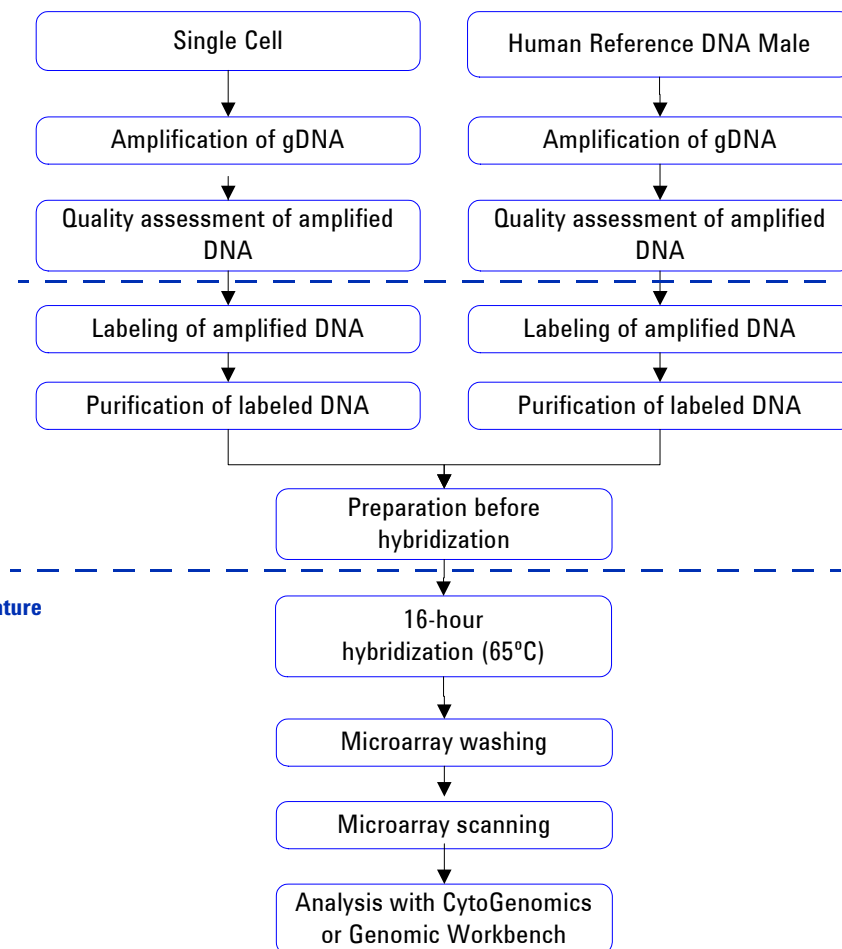 Single Cell
Human Reference DNA Male
Amplification of gDNA
Amplification of gDNA
Quality assessment of amplified
DNA
Quality assessment of amplified
DNA
Labeling of amplified DNA
Labeling of amplified DNA
Purification of labeled DNA
Purification of labeled DNA
Preparation before
hybridization
ature
16-hour
hybridization (65ºC)
Microarray washing
Microarray scanning
Analysis with CytoGenomics
or Genomic Workbench